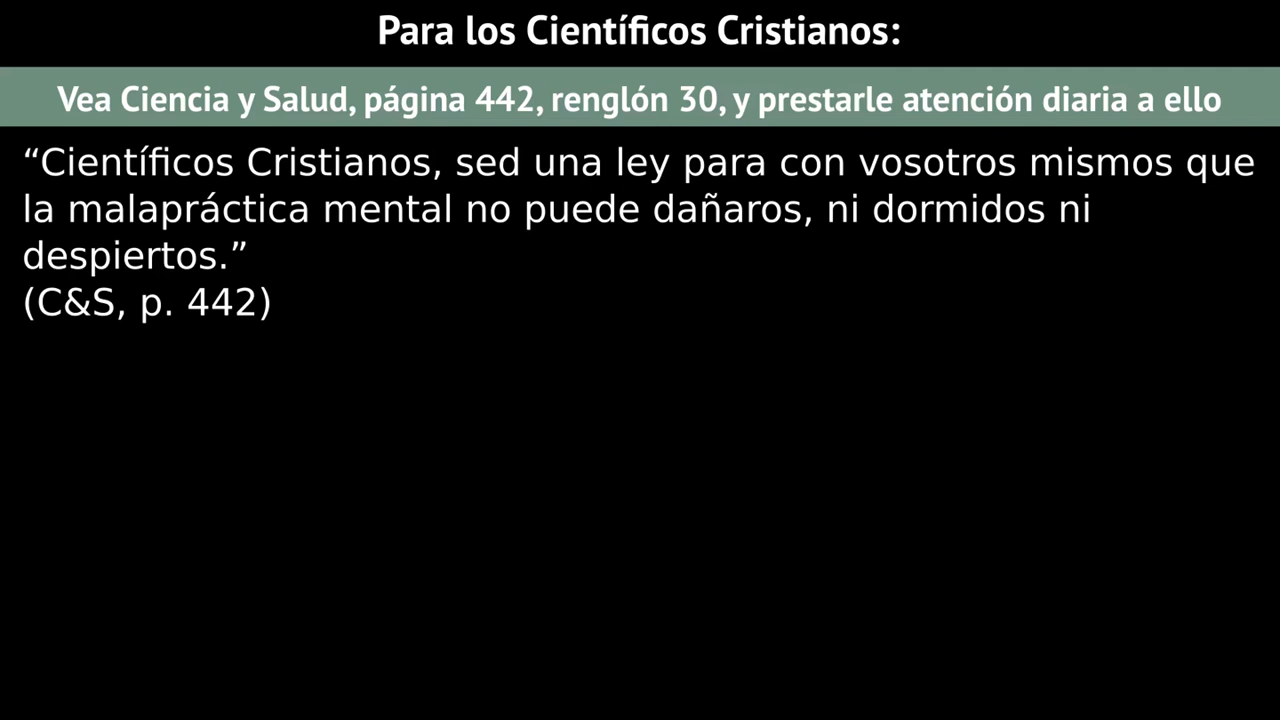 Para los Científicos Cristianos:
Vea Ciencia y Salud, página 442, renglón 30, y prestarle atención diaria a ello
“Científicos Cristianos, sed una ley para con vosotros mismos que
la malapráctica mental no puede dañaros, ni dormidos ni
despiertos.”
(C&S, p. 442)